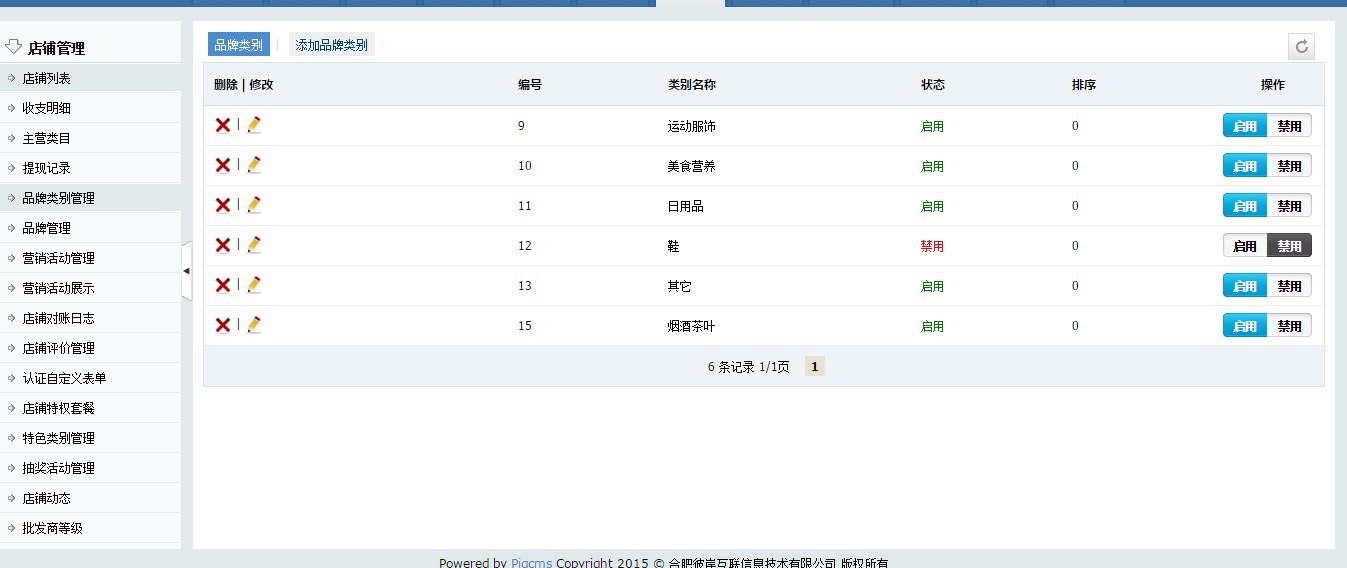 店铺管理
店铺列表
收支明细
主营类目
提现记录
品牌类别管理
品牌管理
营销活动管理
营销活动展示
店铺对账日志
店铺评价管理
认证自定义表单
店铺特权套餐
特色类别管理
抽奖活动管理
店铺动态
批发商等级
品牌类别 | 添加品牌类别
删除 | 修改 编号 类别名称 状态 排序 操作
| 9 运动服饰 启用 0 启用 禁用
| 10 美食营养 启用 0 启用 禁用
| 11 日用品 启用 0 启用 禁用
| 12 鞋 禁用 0 启用 禁用
| 13 其它 启用 0 启用 禁用
| 15 烟酒茶叶 启用 0 启用 禁用
6 条记录 1/1页 1
Powered by Pigcms Copyright 2015 © 合肥彼岸互联信息技术有限公司 版权所有